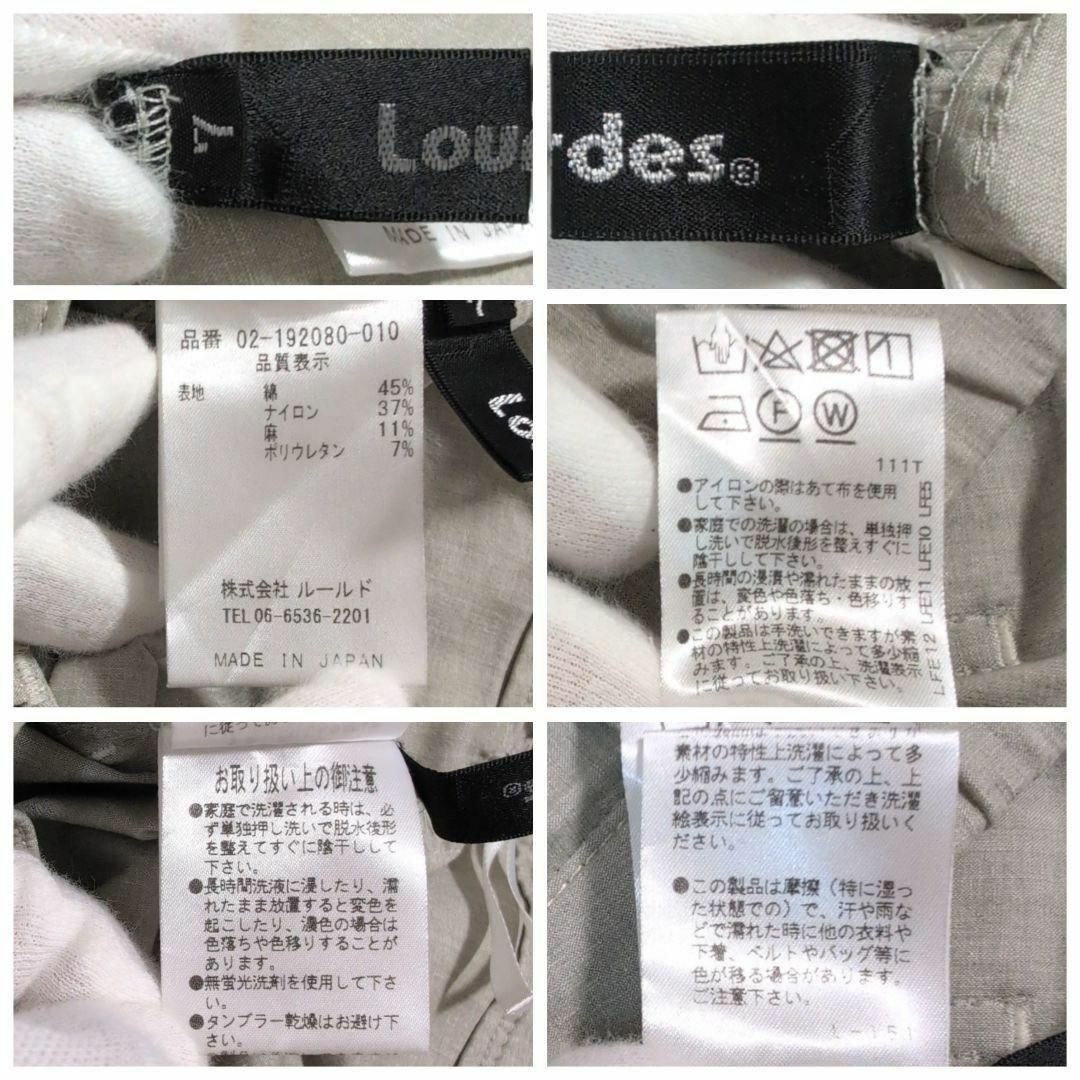 7
Lou
MADE IN JAPA
rdes®
品番 02-192080-010
品質表示
表地 綿 45%
ナイロン 37%
麻 11%
ポリウレタン 7%
株式会社 ルールド
TEL 06-6536-2201
MADE IN JAPAN
Lo
F W
111T
●アイロンの際はあて布を使用
して下さい。
●家庭での洗濯の場合は、単独押
し洗いで脱水後形を整えすぐに
陰干しして下さい。
●長時間の浸漬や濡れたままの放
置は、変色や色落ち・色移りす
ることがあります。
●この製品は手洗いできますが素
材の特性上洗濯によって多少縮
みます。ご了承の上、洗濯表示
に従ってお取り扱い下さい。
LFE12 LFE11 LFE10 LFE5
に従ってお
お取り扱い上の御注意
●家庭で洗濯される時は、必
ず単独押し洗いで脱水後形
を整えてすぐに陰干しして
下さい。
●長時間洗液に浸したり、濡
れたまま放置すると変色を
起こしたり、濃色の場合は
色落ちや色移りすることが
あります。
●無蛍光洗剤を使用して下さ
い。
●タンブラー乾燥はお避け下
素材の特性上洗濯によって多
少縮みます。ご了承の上、上
記の点にご留意いただき洗濯
絵表示に従ってお取り扱いく
ださい。
●この製品は摩擦（特に湿っ
た状態での）で、汗や雨な
どで濡れた時に他の衣料や
下着、ベルトやバッグ等に
色が移る場合があります。
ご注意下さい。